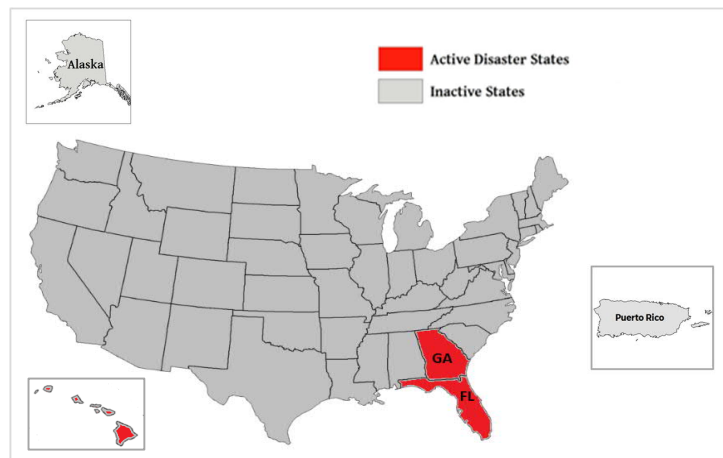 Alaska
Active Disaster States
Inactive States
Puerto Rico
GA
FL